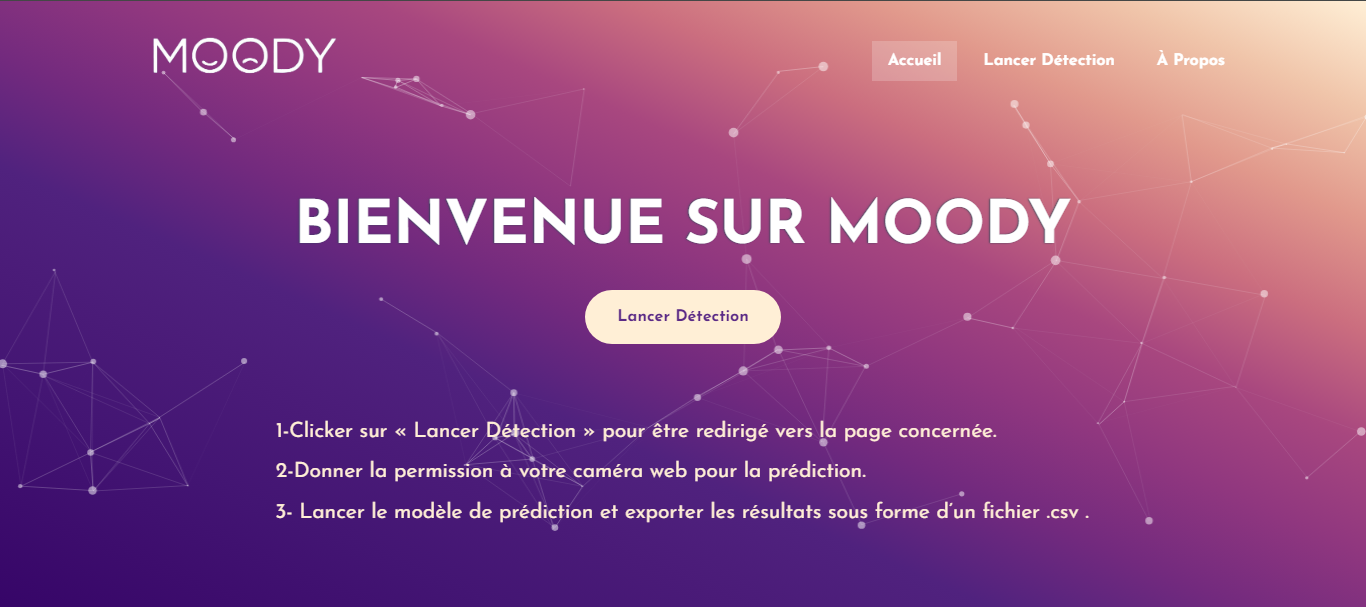 MOODY
Accueil Lancer Détection À Propos
BIENVENUE SUR MOODY
Lancer Détection
1-Clicker sur « Lancer Détection » pour être redirigé vers la page concernée.
2-Donner la permission à votre caméra web pour la prédiction.
3- Lancer le modèle de prédiction et exporter les résultats sous forme d'un fichier .csv .